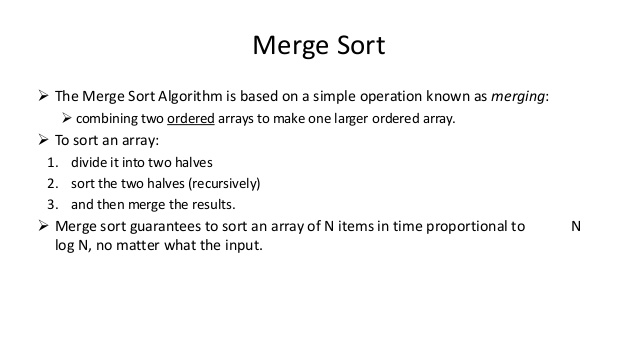 Merge Sort
➢ The Merge Sort Algorithm is based on a simple operation known as merging:
➢ combining two ordered arrays to make one larger ordered array.
➢ To sort an array:
1. divide it into two halves
2. sort the two halves (recursively)
3. and then merge the results.
➢ Merge sort guarantees to sort an array of N items in time proportional to N
log N, no matter what the input.